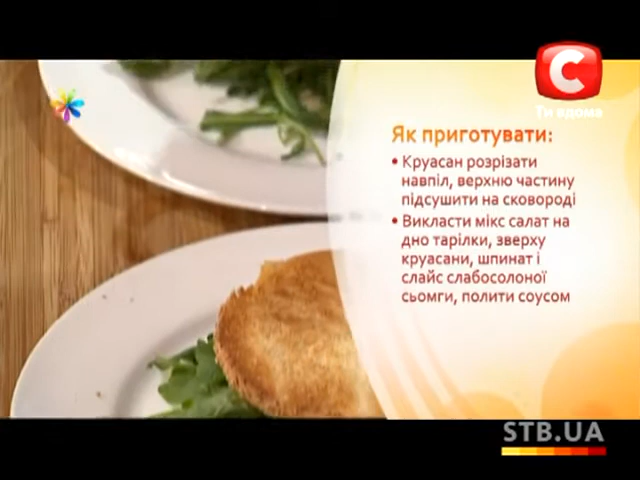 С
Ти вдома
Як приготувати:
• Круасан розрізати
навпіл, верхню частину
підсушити на сковороді
• Викласти мікс салат на
дно тарілки, зверху
круасани, шпинат і
слайс слабосолоної
сьомги, полити соусом
STB.UA